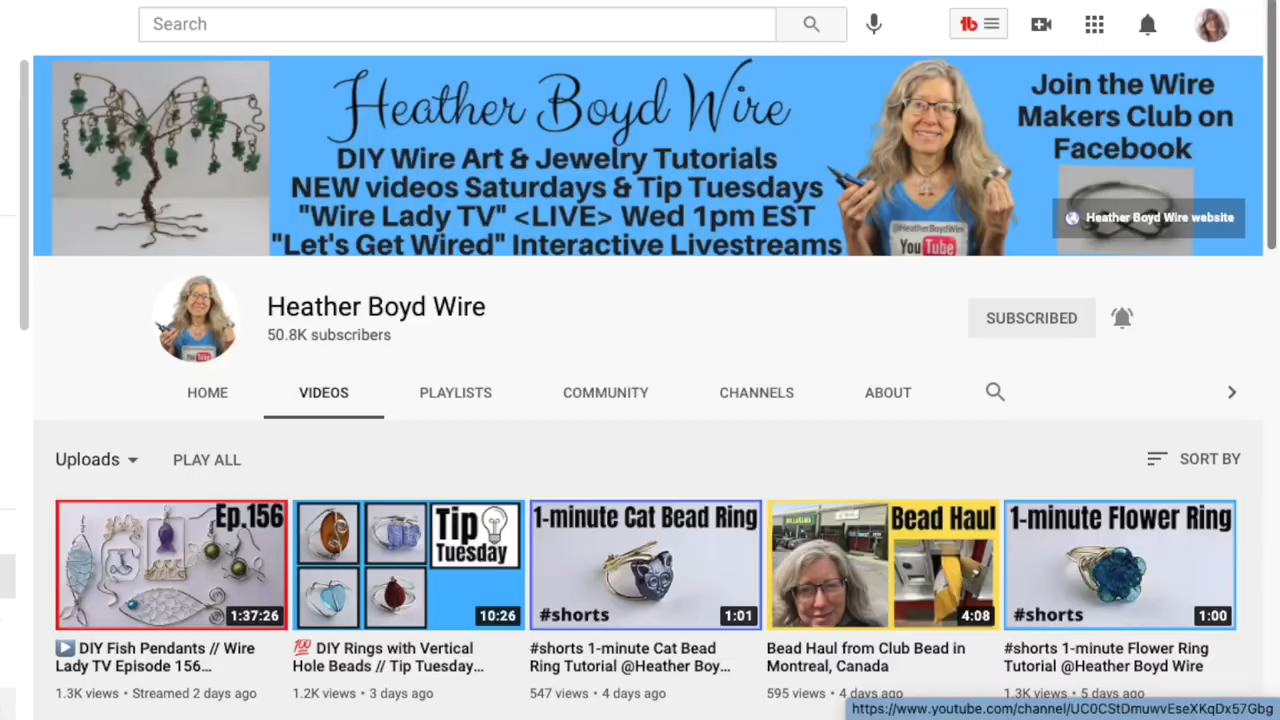 Search
Heather Boyd Wire
DIY Wire Art & Jewelry Tutorials
NEW videos Saturdays & Tip Tuesdays
"Wire Lady TV" <LIVE> Wed 1pm EST
"Let's Get Wired" Interactive Livestreams
@HeatherBoydWire
YouTube
Join the Wire
Makers Club on
Facebook
Heather Boyd Wire website
Heather Boyd Wire
50.8K subscribers
SUBSCRIBED
HOME
VIDEOS
PLAYLISTS
COMMUNITY
CHANNELS
ABOUT
Uploads
PLAY ALL
SORT BY
Ep.156
1:37:26
▶️ DIY Fish Pendants // Wire
Lady TV Episode 156...
1.3K views • Streamed 2 days ago
Tip
Tuesday
10:26
💯 DIY Rings with Vertical
Hole Beads // Tip Tuesday...
1.2K views • 3 days ago
1-minute Cat Bead Ring
#shorts
1:01
#shorts 1-minute Cat Bead
Ring Tutorial @Heather Boy...
547 views • 4 days ago
Bead Haul
4:08
Bead Haul from Club Bead in
Montreal, Canada
595 views • 4 days ago
1-minute Flower Ring
#shorts
1:00
#shorts 1-minute Flower Ring
Tutorial @Heather Boyd Wire
1.3K views • 5 days ago
https://www.youtube.com/channel/UC0CStDmuwvEseXKqDx57Gbg